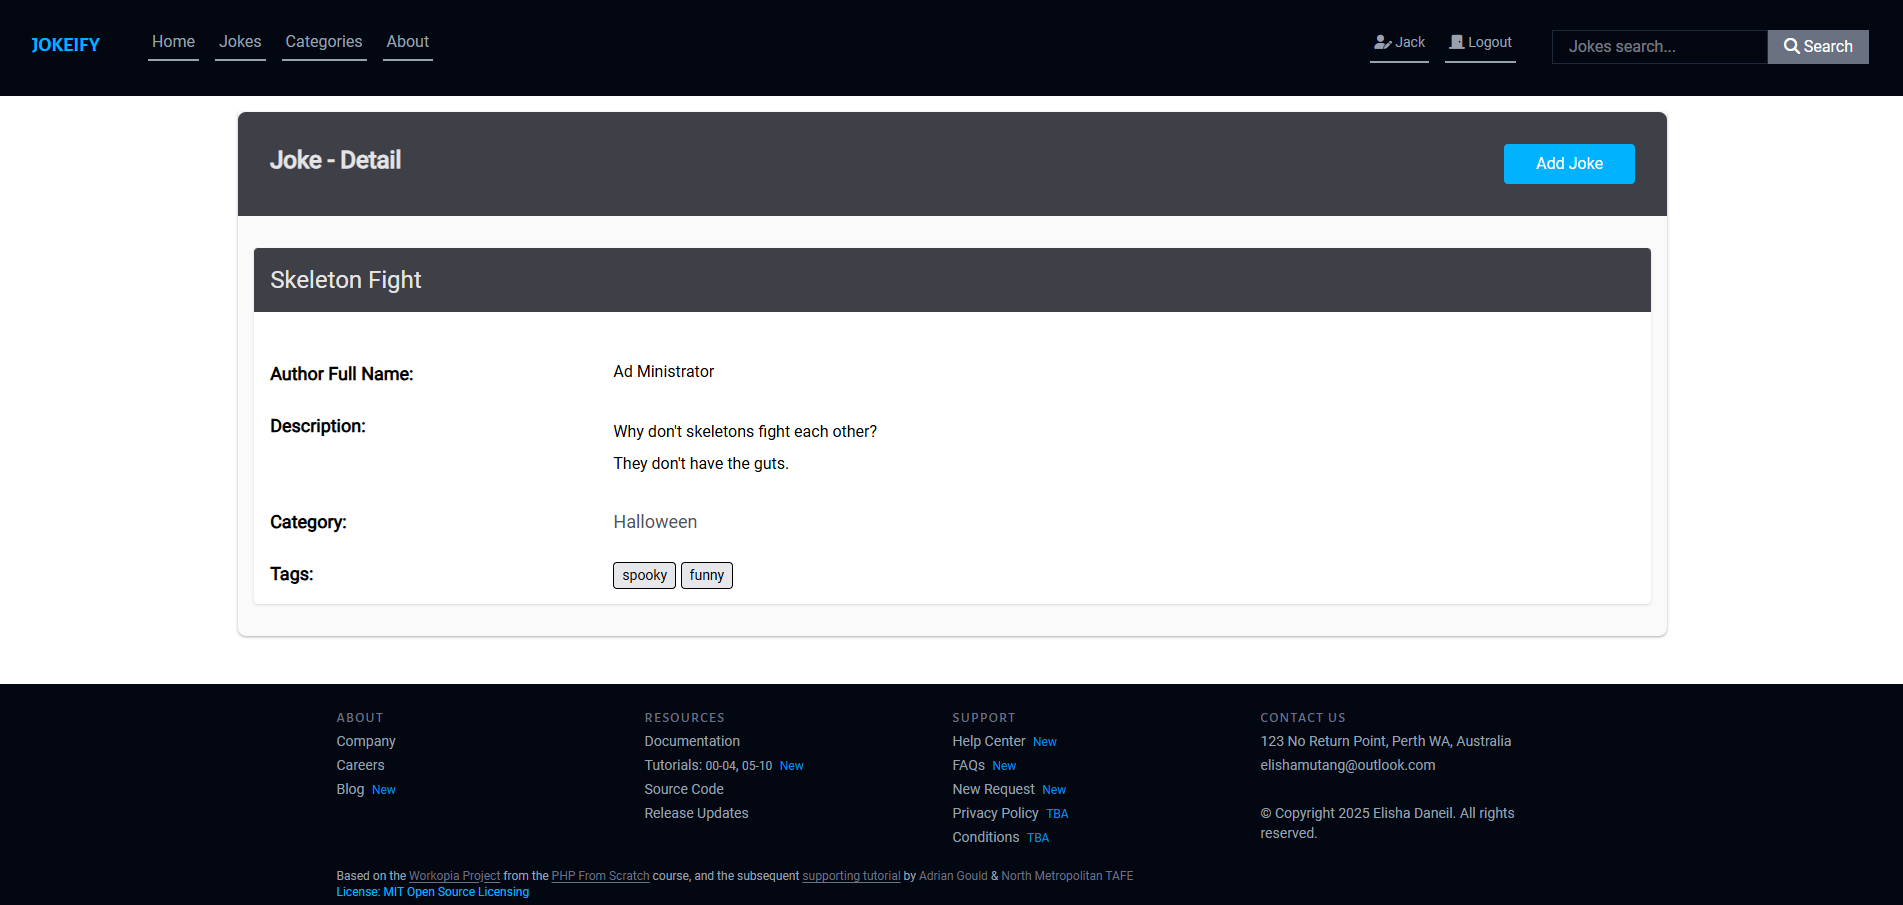 JOKEIFY Home Jokes Categories About Jack Logout Jokes search... Search
Joke - Detail Add Joke
Skeleton Fight
Author Full Name: Ad Ministrator
Description: Why don't skeletons fight each other?
They don't have the guts.
Category: Halloween
Tags: spooky funny
ABOUT
Company
Careers
Blog New
RESOURCES
Documentation
Tutorials: 00-04, 05-10 New
Source Code
Release Updates
SUPPORT
Help Center New
FAQs New
New Request New
Privacy Policy TBA
Conditions TBA
CONTACT US
123 No Return Point, Perth WA, Australia
elishamutang@outlook.com
© Copyright 2025 Elisha Daneil. All rights
reserved.
Based on the Workopia Project from the PHP From Scratch course, and the subsequent supporting tutorial by Adrian Gould & North Metropolitan TAFE
License: MIT Open Source Licensing